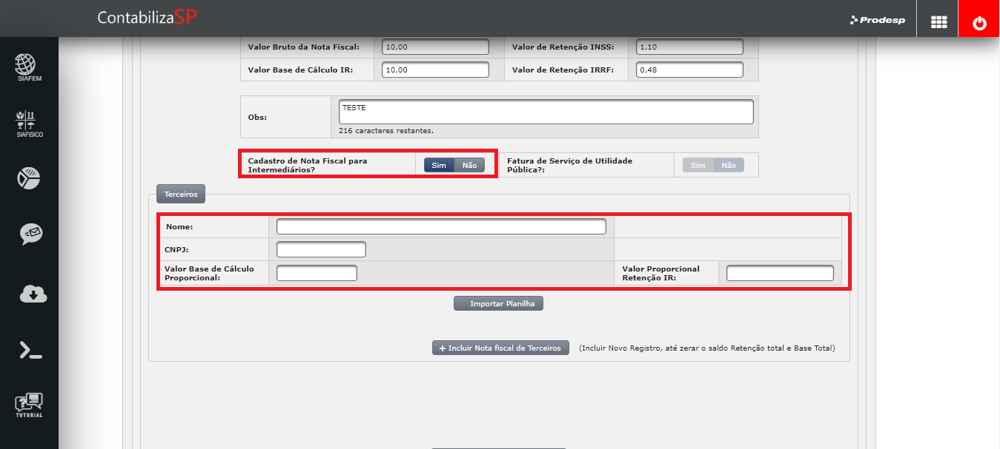 ContabilizaSP
Prodesp
SIAFEM
SIAFISICO
TUTORIAL
Valor Bruto da Nota Fiscal: 10,00 Valor de Retenção INSS: 1,10
Valor Base de Cálculo IR: 10,00 Valor de Retenção IRRF: 0,48
Obs: TESTE
216 caracteres restantes.
Cadastro de Nota Fiscal para
Intermediários?
Sim Não
Fatura de Serviço de Utilidade
Pública?:
Sim Não
Terceiros
Nome:
CNPJ:
Valor Base de Cálculo
Proporcional:
Valor Proporcional
Retenção IR:
Importar Planilha
+ Incluir Nota fiscal de Terceiros (Incluir Novo Registro, até zerar o saldo Retenção total e Base Total)